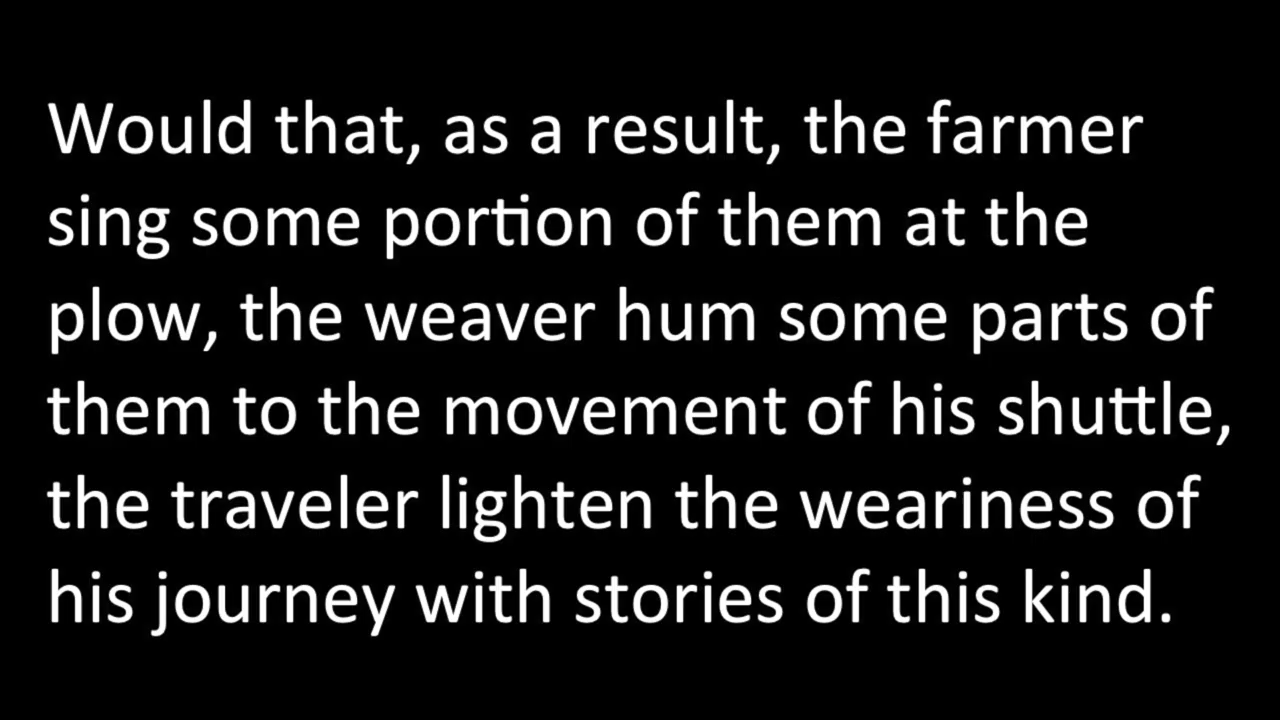 Would that, as a result, the farmer
sing some portion of them at the
plow, the weaver hum some parts of
them to the movement of his shuttle,
the traveler lighten the weariness of
his journey with stories of this kind.